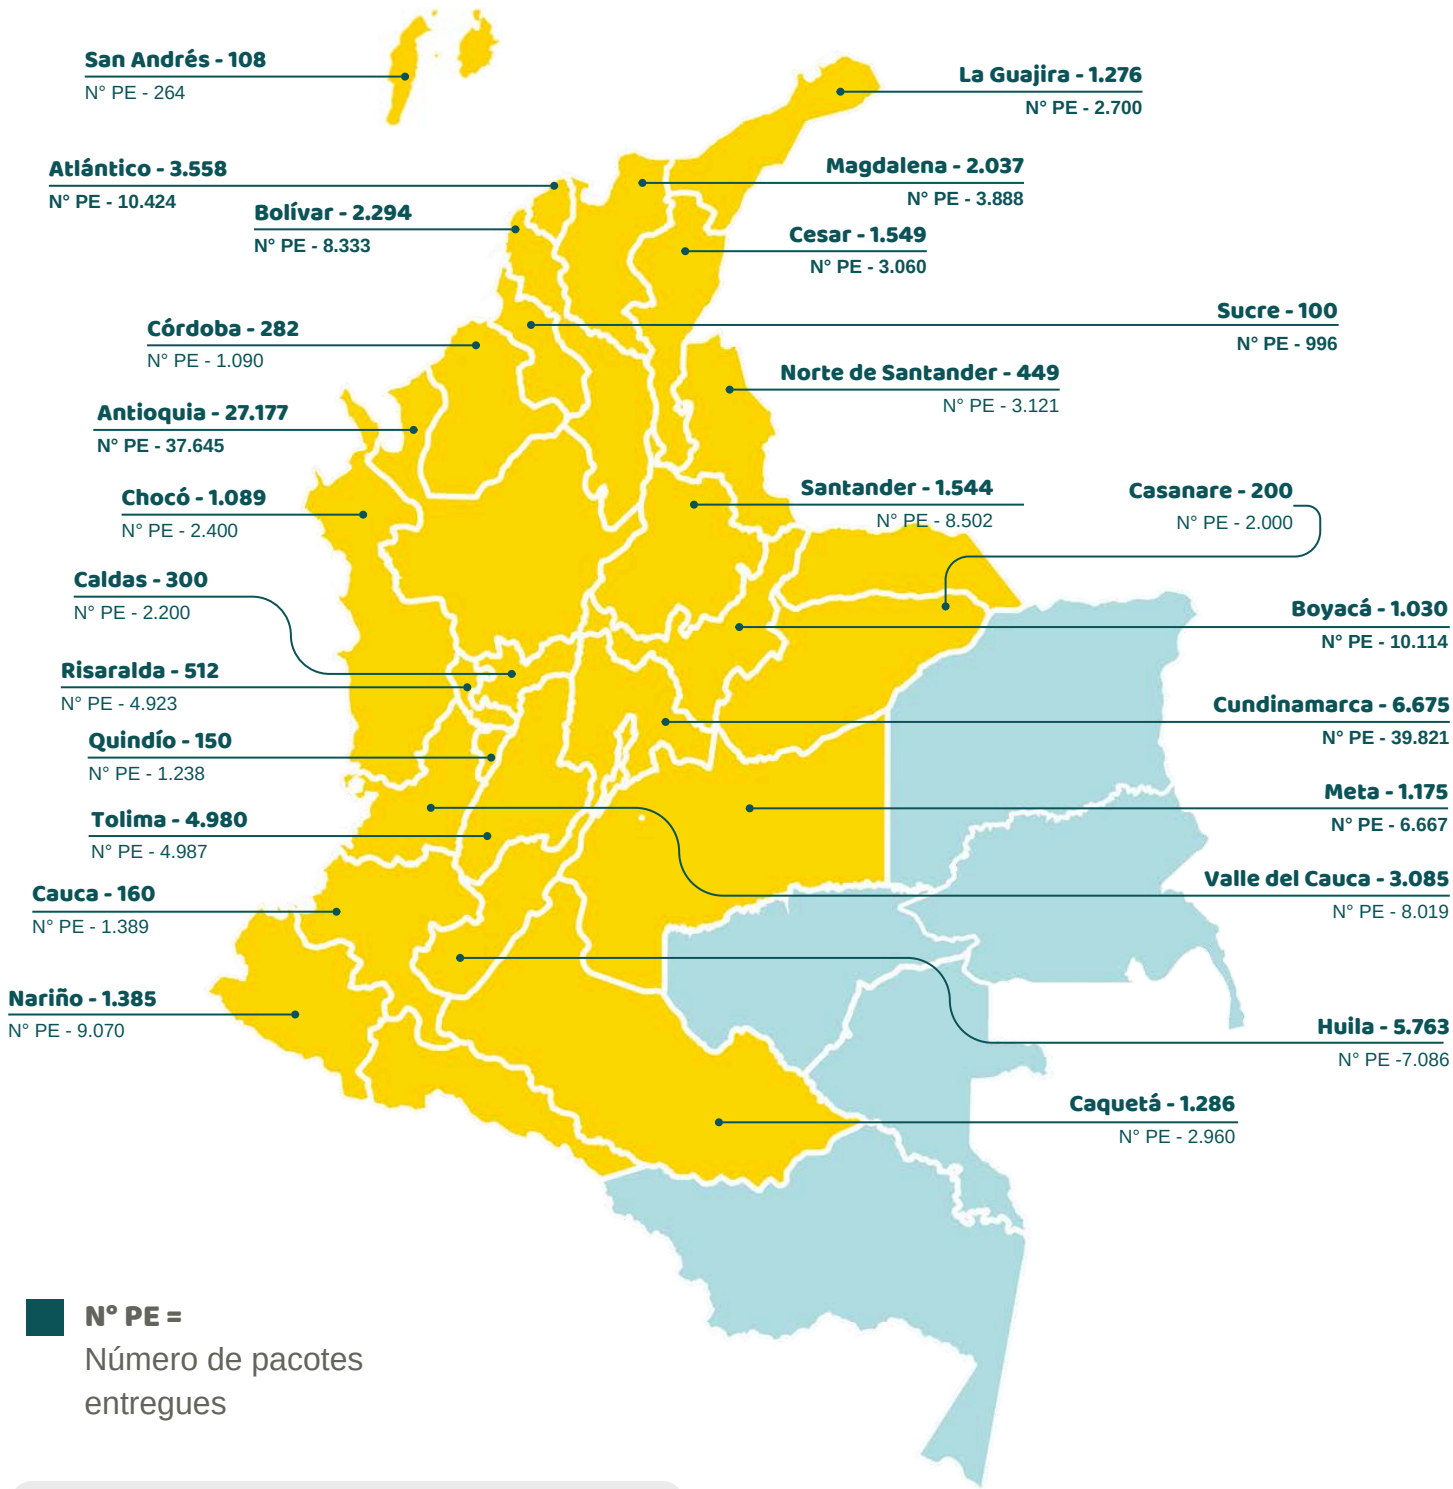 San Andrés - 108
N° PE - 264
La Guajira - 1.276
N° PE - 2.700
Atlántico - 3.558
N° PE - 10.424
Magdalena - 2.037
N° PE - 3.888
Bolívar - 2.294
N° PE - 8.333
Cesar - 1.549
N° PE - 3.060
Sucre - 100
N° PE - 996
Córdoba - 282
N° PE - 1.090
Norte de Santander - 449
N° PE - 3.121
Antioquia - 27.177
N° PE - 37.645
Santander - 1.544
N° PE - 8.502
Casanare - 200
N° PE - 2.000
Chocó - 1.089
N° PE - 2.400
Caldas - 300
N° PE - 2.200
Boyacá - 1.030
N° PE - 10.114
Risaralda - 512
N° PE - 4.923
Cundinamarca - 6.675
N° PE - 39.821
Quindío - 150
N° PE - 1.238
Meta - 1.175
N° PE - 6.667
Tolima - 4.980
N° PE - 4.987
Valle del Cauca - 3.085
N° PE - 8.019
Cauca - 160
N° PE - 1.389
Nariño - 1.385
N° PE - 9.070
Huila - 5.763
N° PE -7.086
Caquetá - 1.286
N° PE - 2.960
N° PE =
Número de pacotes
entregues